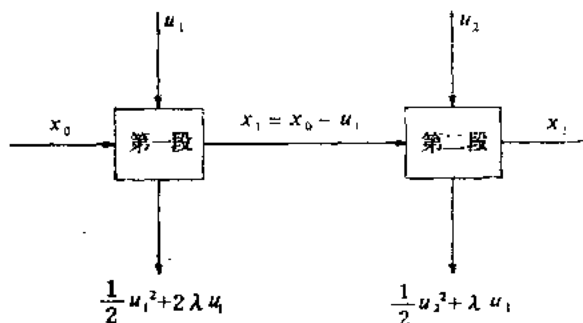 u₁
u₂
x₀
第一段
x₁ = x₀ − u₁
第二段
x₂
½u₁² + 2λu₁
½u₂² + λu₁